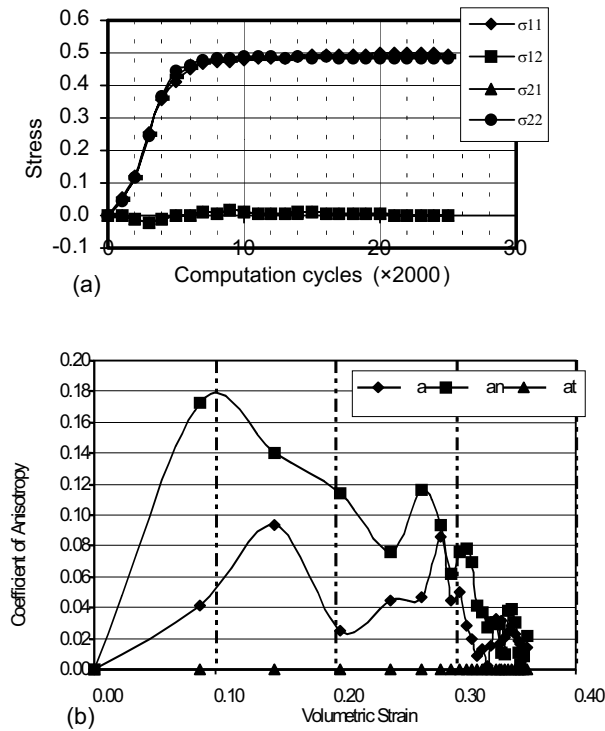 0.6
0.5
0.4
0.3
0.2
0.1
0.0
-0.1
Stress
0 10 20 30
Computation cycles (×2000)
σ11
σ12
σ21
σ22
(a)
0.20
0.18
0.16
0.14
0.12
0.10
0.08
0.06
0.04
0.02
0.00
Coefficient of Anisotropy
a an at
0.00 0.10 0.20 0.30 0.40
Volumetric Strain
(b)